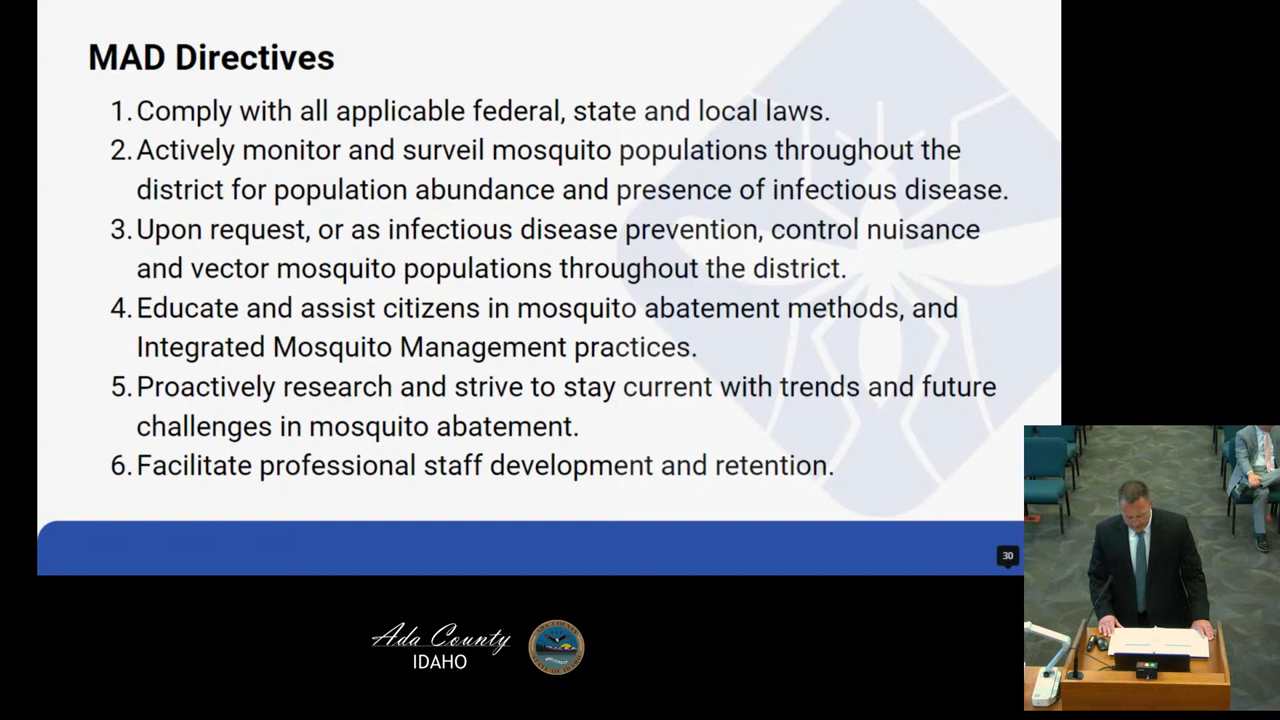 MAD Directives
1. Comply with all applicable federal, state and local laws.
2. Actively monitor and surveil mosquito populations throughout the
district for population abundance and presence of infectious disease.
3. Upon request, or as infectious disease prevention, control nuisance
and vector mosquito populations throughout the district.
4. Educate and assist citizens in mosquito abatement methods, and
Integrated Mosquito Management practices.
5. Proactively research and strive to stay current with trends and future
challenges in mosquito abatement.
6. Facilitate professional staff development and retention.
30
Ada County
IDAHO